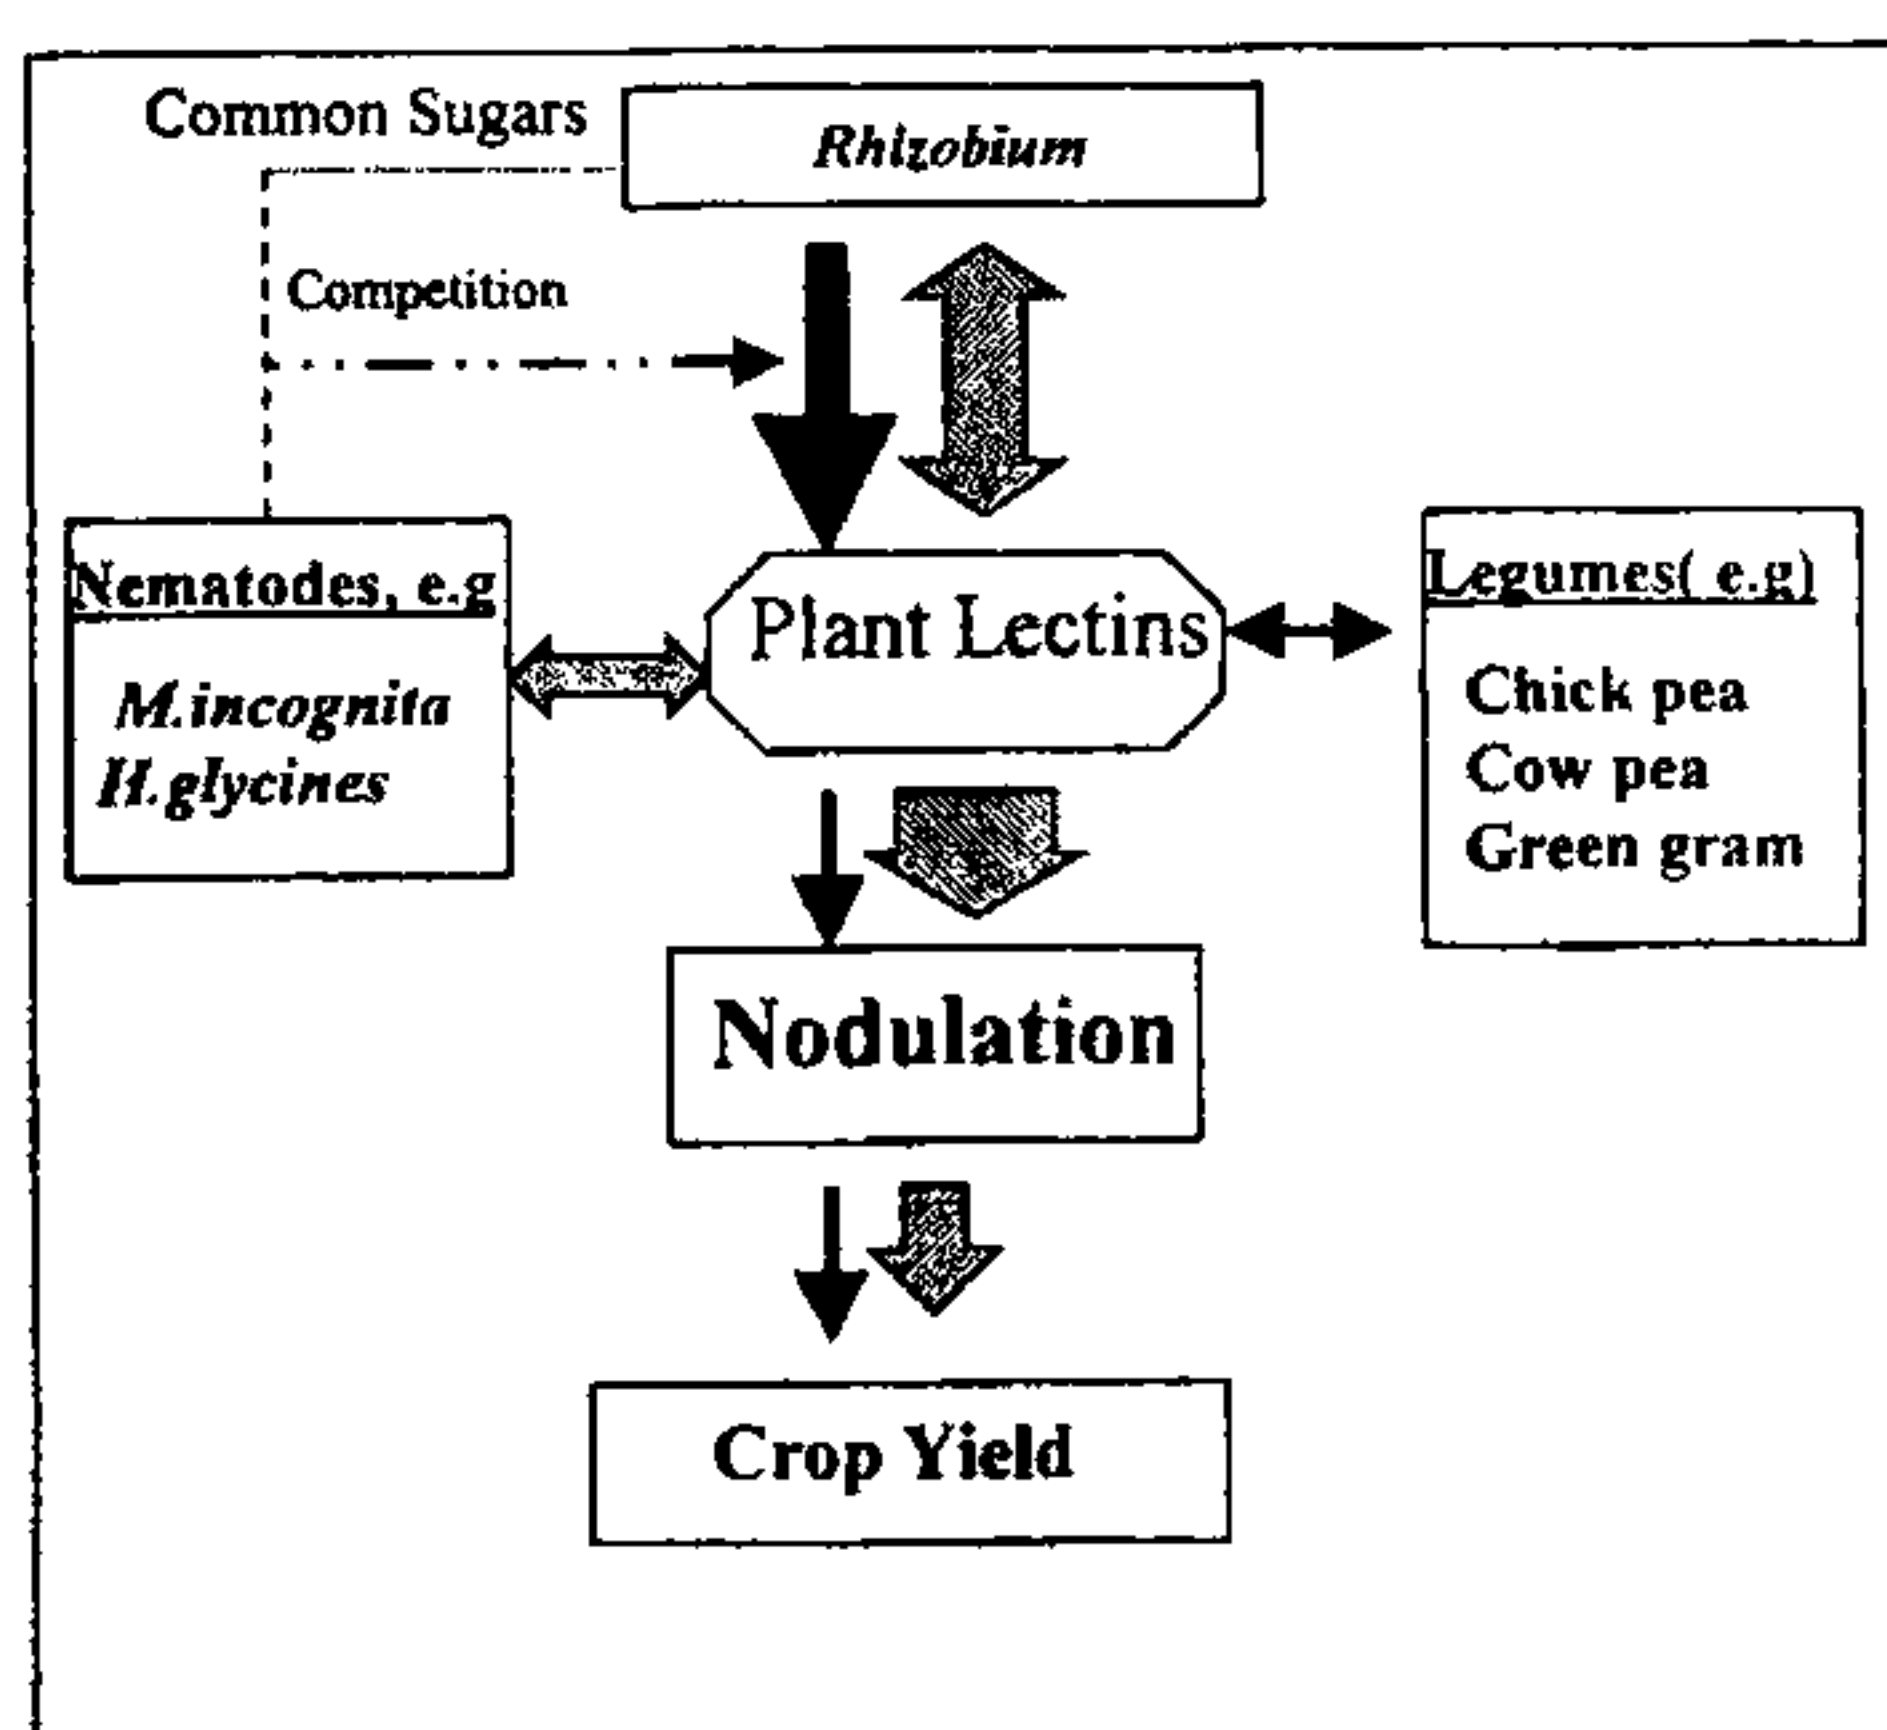 Common Sugars
Rhizobium
Competition
Nematodes, e.g
M.incognita
H.glycines
Plant Lectins
Legumes( e.g)
Chick pea
Cow pea
Green gram
Nodulation
Crop Yield